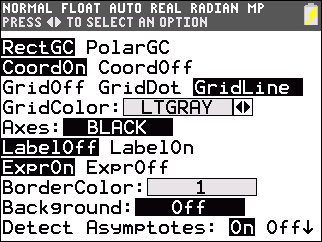 NORMAL FLOAT AUTO REAL RADIAN MP
PRESS ◄► TO SELECT AN OPTION
RectGC PolarGC
CoordOn CoordOff
GridOff GridDot GridLine
GridColor: LTGRAY ◄►
Axes: BLACK
LabelOff LabelOn
ExprOn ExprOff
BorderColor: 1
Background: Off
Detect Asymptotes: On Off↓